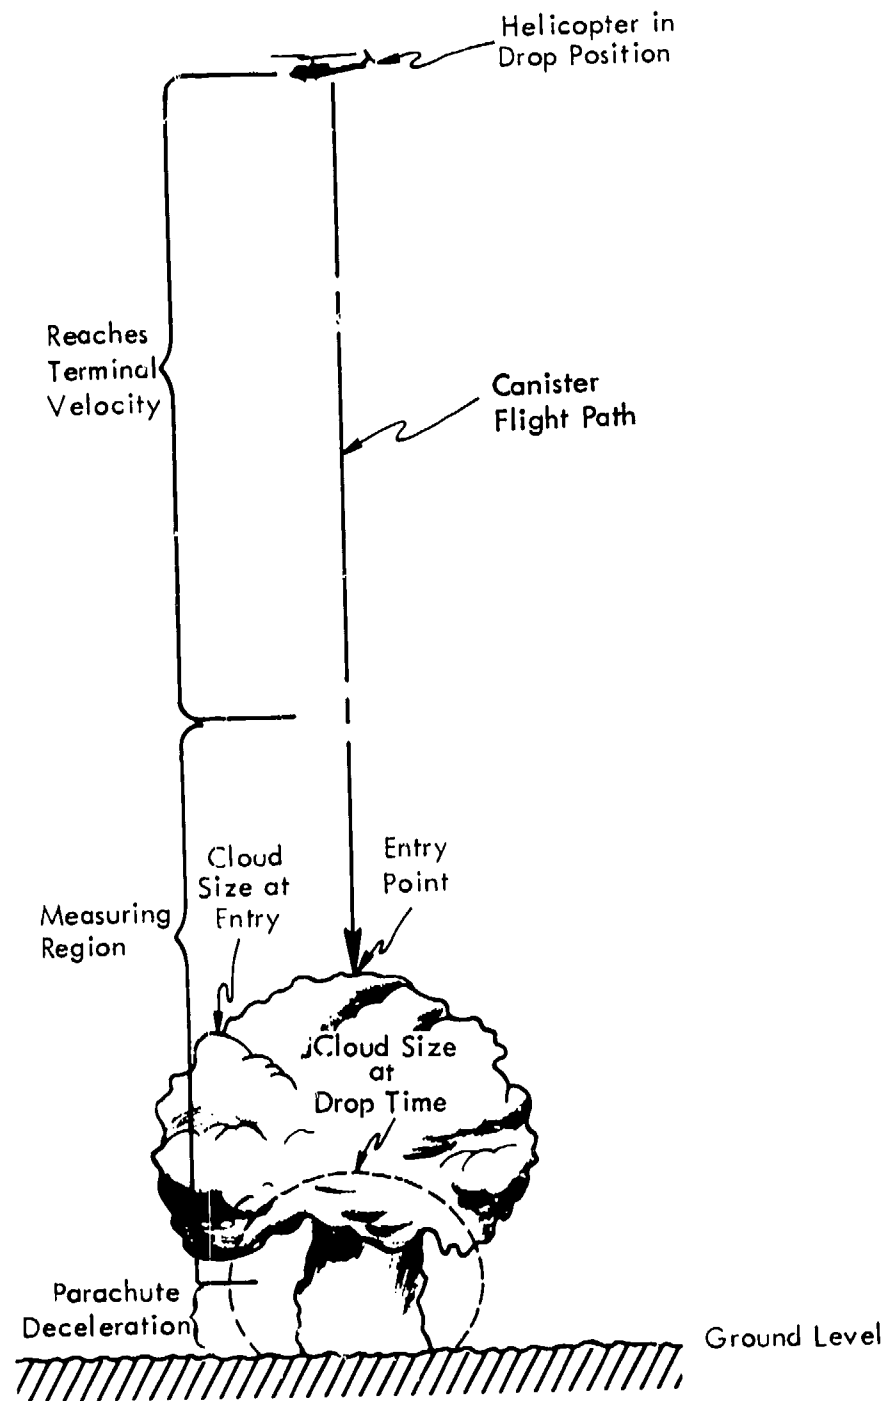 Helicopter in
Drop Position
Reaches
Terminal
Velocity
Canister
Flight Path
Cloud
Size at
Entry
Entry
Point
Measuring
Region
Cloud Size
at
Drop Time
Parachute
Deceleration
Ground Level